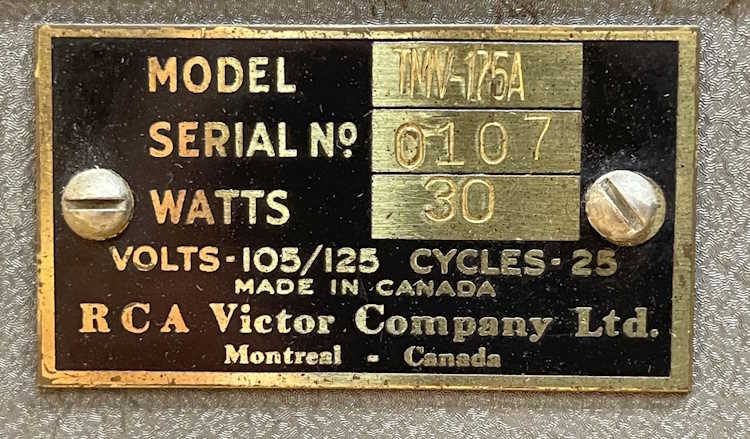 MODEL TMV-175A
SERIAL Nº 0107
WATTS 30
VOLTS-105/125 CYCLES-25
MADE IN CANADA
RCA Victor Company Ltd.
Montreal - Canada